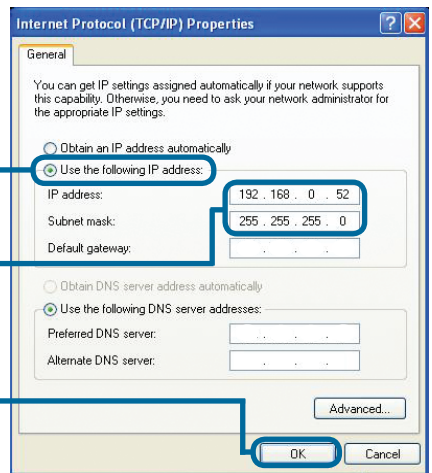 Internet Protocol (TCP/IP) Properties
General
You can get IP settings assigned automatically if your network supports
this capability. Otherwise, you need to ask your network administrator for
the appropriate IP settings.
Obtain an IP address automatically
Use the following IP address:
IP address: 192 . 168 . 0 . 52
Subnet mask: 255 . 255 . 255 . 0
Default gateway: . . .
Obtain DNS server address automatically
Use the following DNS server addresses:
Preferred DNS server: . . .
Alternate DNS server: . . .
Advanced...
OK Cancel